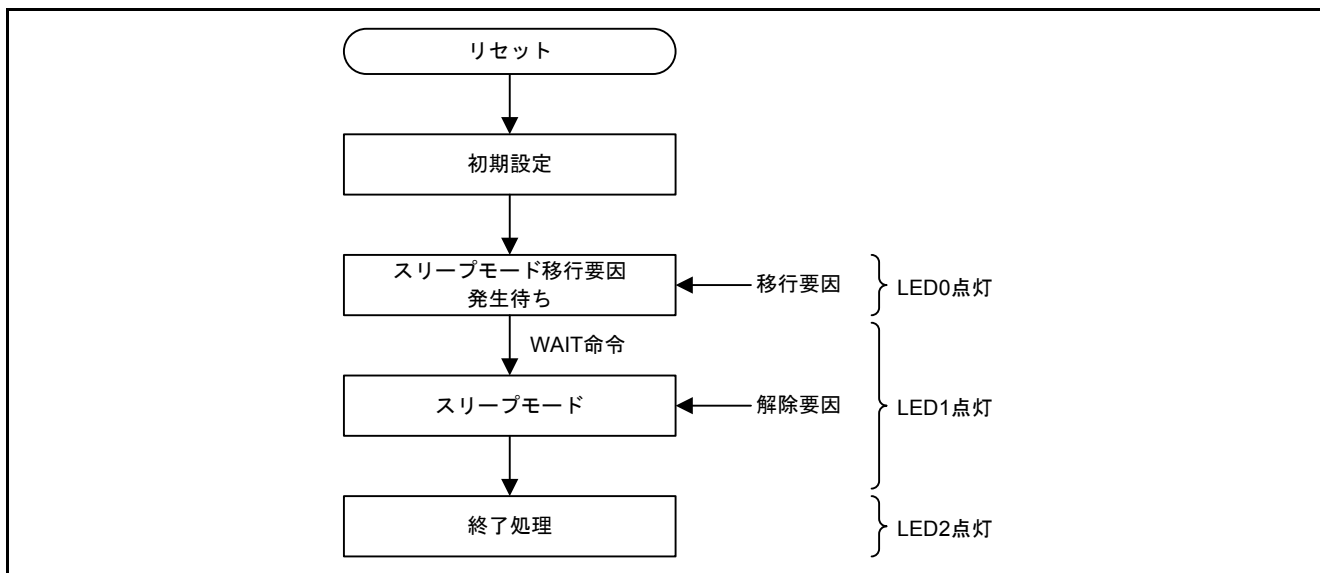 リセット
初期設定
スリープモード移行要因
発生待ち
移行要因
LED0点灯
WAIT命令
スリープモード
解除要因
LED1点灯
終了処理
LED2点灯